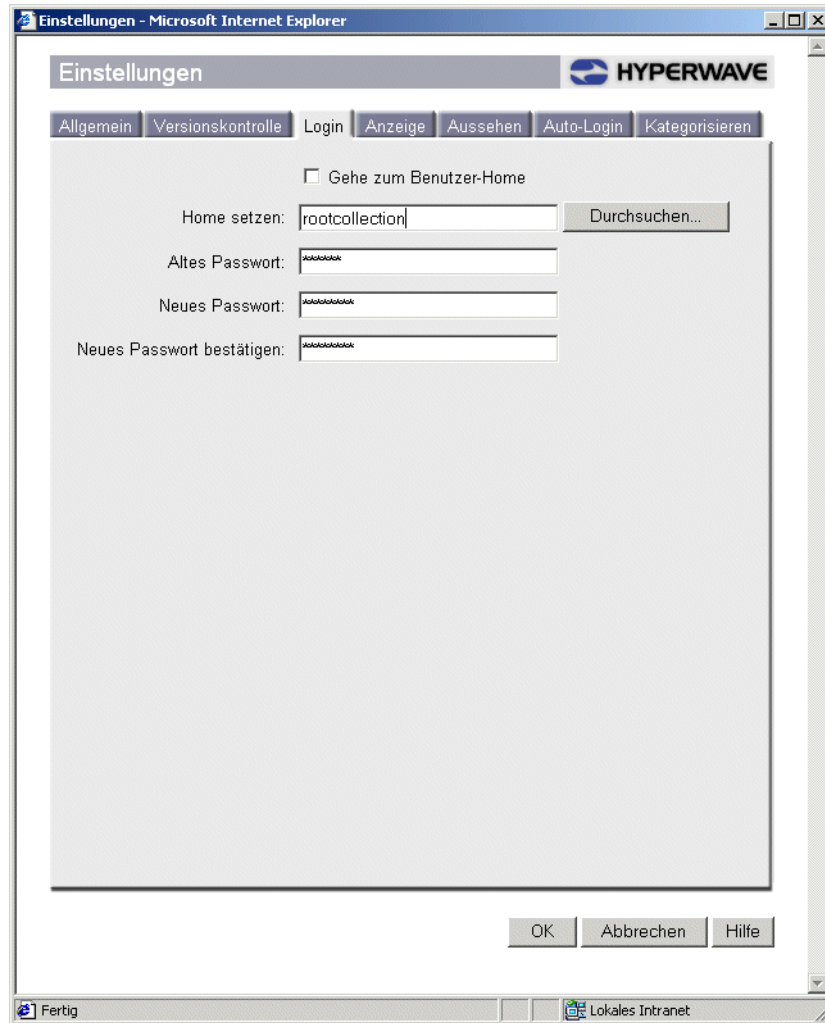 Einstellungen - Microsoft Internet Explorer
Einstellungen HYPERWAVE
Allgemein Versionskontrolle Login Anzeige Aussehen Auto-Login Kategorisieren
Gehe zum Benutzer-Home
Home setzen: rootcollection Durchsuchen...
Altes Passwort: ******
Neues Passwort: *********
Neues Passwort bestätigen: *********
OK Abbrechen Hilfe
Fertig Lokales Intranet